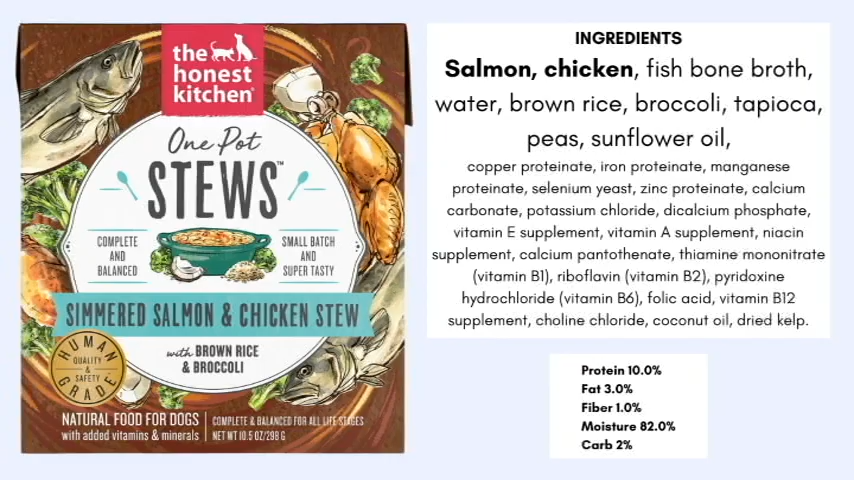 the
honest
kitchen®
One Pot
STEWS™
COMPLETE
AND
BALANCED
SMALL BATCH
AND
SUPER TASTY
SIMMERED SALMON & CHICKEN STEW
with BROWN RICE
& BROCCOLI
HUMAN
QUALITY
&
SAFETY
GRADE
NATURAL FOOD FOR DOGS
with added vitamins & minerals
COMPLETE & BALANCED FOR ALL LIFE STAGES
NET WT 10.5 OZ/298 G
INGREDIENTS
Salmon, chicken, fish bone broth,
water, brown rice, broccoli, tapioca,
peas, sunflower oil,
copper proteinate, iron proteinate, manganese
proteinate, selenium yeast, zinc proteinate, calcium
carbonate, potassium chloride, dicalcium phosphate,
vitamin E supplement, vitamin A supplement, niacin
supplement, calcium pantothenate, thiamine mononitrate
(vitamin B1), riboflavin (vitamin B2), pyridoxine
hydrochloride (vitamin B6), folic acid, vitamin B12
supplement, choline chloride, coconut oil, dried kelp.
Protein 10.0%
Fat 3.0%
Fiber 1.0%
Moisture 82.0%
Carb 2%